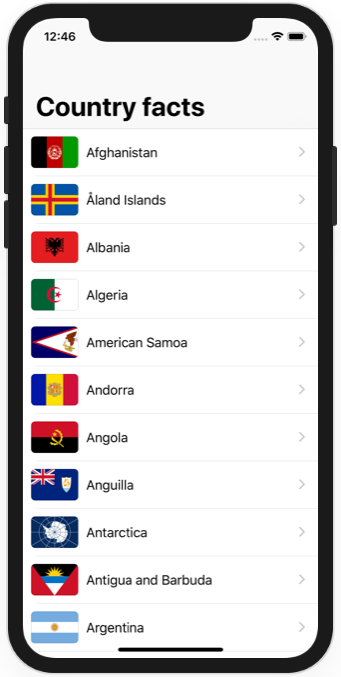 12:46
Country facts
Afghanistan
Åland Islands
Albania
Algeria
American Samoa
Andorra
Angola
Anguilla
Antarctica
Antigua and Barbuda
Argentina